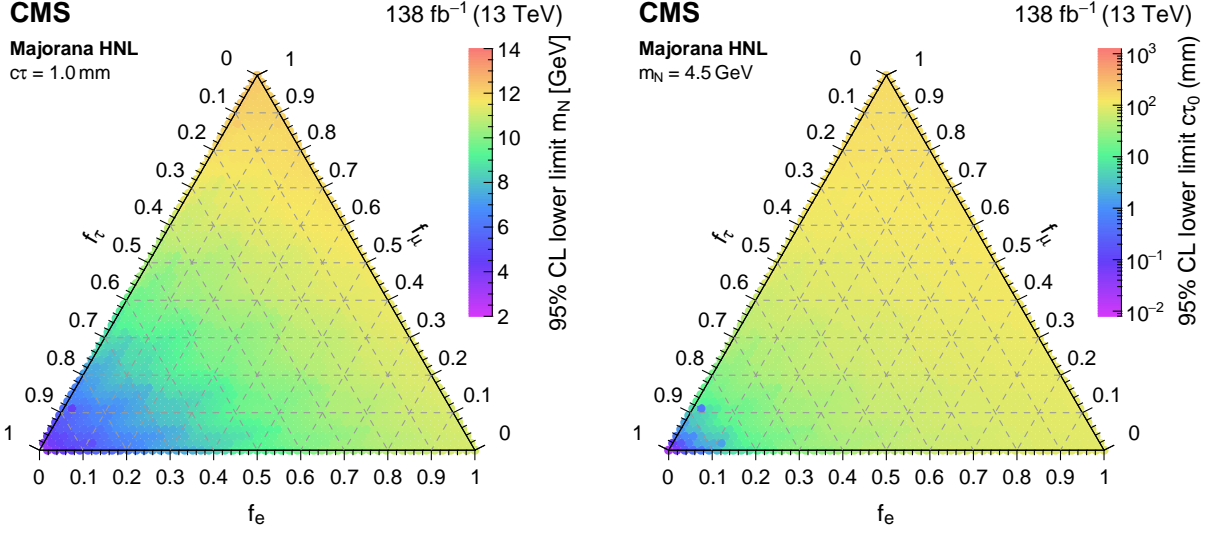 CMS 138 fb⁻¹ (13 TeV)
Majorana HNL
cτ = 1.0 mm
0 1
0.1 0.9
0.2 0.8
0.3 0.7
0.4 0.6
0.5 0.5
0.6 0.4
0.7 0.3
0.8 0.2
0.9 0.1
1 0
fτ fμ
0 0.1 0.2 0.3 0.4 0.5 0.6 0.7 0.8 0.9 1
fe
14
12
10
8
6
4
2
95% CL lower limit mN [GeV]
CMS 138 fb⁻¹ (13 TeV)
Majorana HNL
mN = 4.5 GeV
0 1
0.1 0.9
0.2 0.8
0.3 0.7
0.4 0.6
0.5 0.5
0.6 0.4
0.7 0.3
0.8 0.2
0.9 0.1
1 0
fτ fμ
0 0.1 0.2 0.3 0.4 0.5 0.6 0.7 0.8 0.9 1
fe
10³
10²
10
1
10⁻¹
10⁻²
95% CL lower limit cτ₀ (mm)